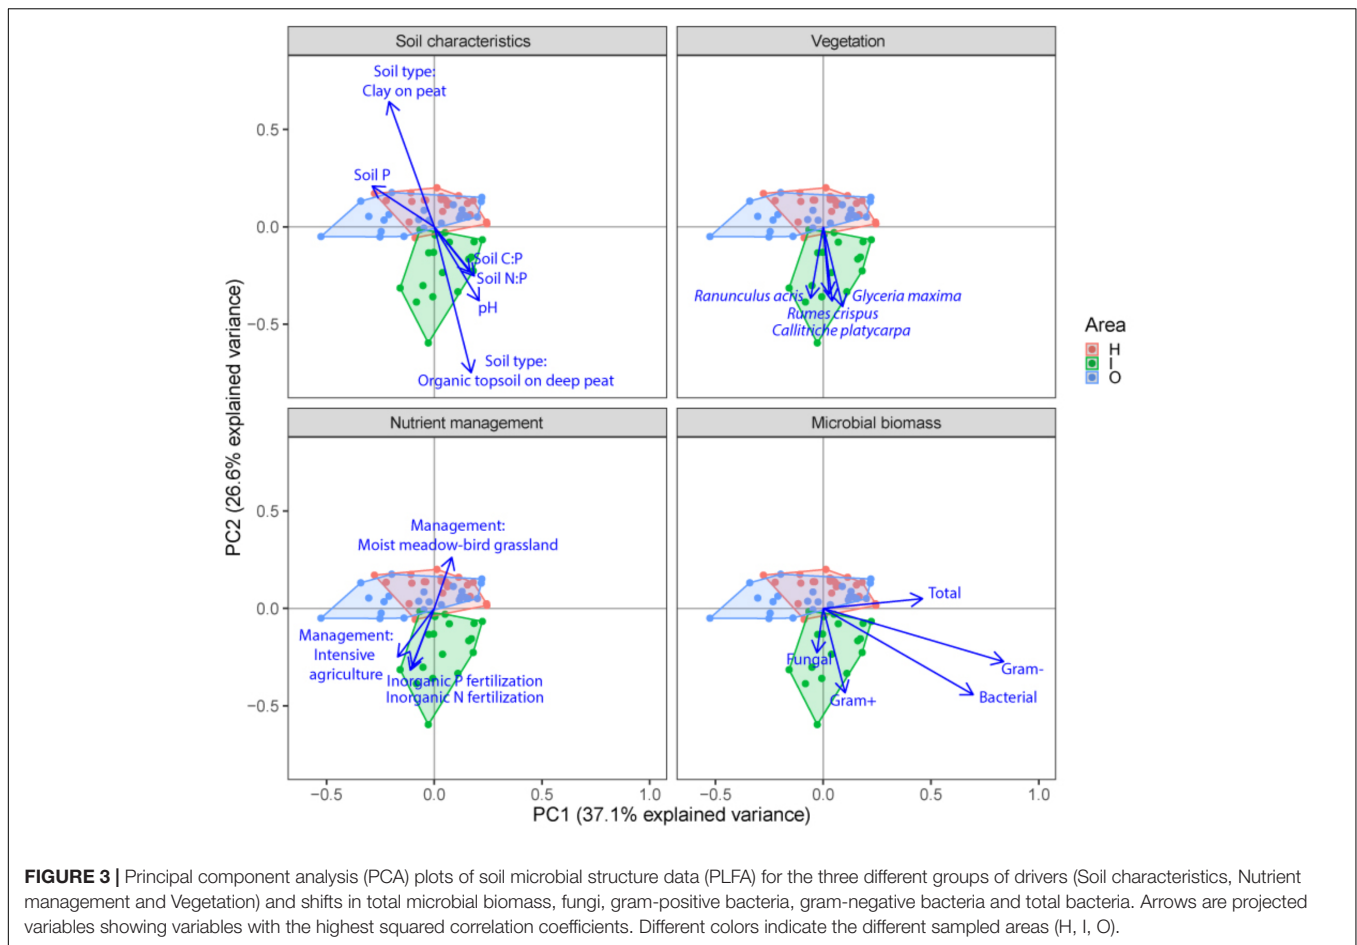 Soil characteristics
Vegetation
Soil type:
Clay on peat
Soil P
Soil C:P
Soil N:P
pH
Soil type:
Organic topsoil on deep peat
0.5
0.0
−0.5
Ranunculus acris
Glyceria maxima
Rumes crispus
Callitriche platycarpa
Area
H
I
O
Nutrient management
Microbial biomass
Management:
Moist meadow-bird grassland
Management:
Intensive
agriculture
Inorganic P fertilization
Inorganic N fertilization
0.5
0.0
−0.5
Total
Fungal
Gram-
Gram+
Bacterial
−0.5
0.0
0.5
1.0
−0.5
0.0
0.5
1.0
PC2 (26.6% explained variance)
PC1 (37.1% explained variance)
FIGURE 3 | Principal component analysis (PCA) plots of soil microbial structure data (PLFA) for the three different groups of drivers (Soil characteristics, Nutrient
management and Vegetation) and shifts in total microbial biomass, fungi, gram-positive bacteria, gram-negative bacteria and total bacteria. Arrows are projected
variables showing variables with the highest squared correlation coefficients. Different colors indicate the different sampled areas (H, I, O).